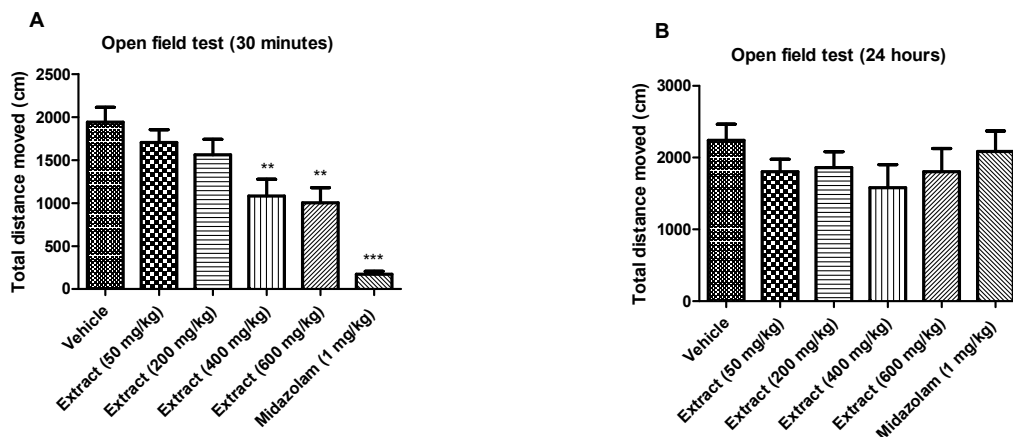 A
Open field test (30 minutes)
Total distance moved (cm)
2500
2000
1500
1000
500
0
**
**
***
Vehicle
Extract (50 mg/kg)
Extract (200 mg/kg)
Extract (400 mg/kg)
Extract (600 mg/kg)
Midazolam (1 mg/kg)
B
Open field test (24 hours)
Total distance moved (cm)
3000
2000
1000
0
Vehicle
Extract (50 mg/kg)
Extract (200 mg/kg)
Extract (400 mg/kg)
Extract (600 mg/kg)
Midazolam (1 mg/kg)